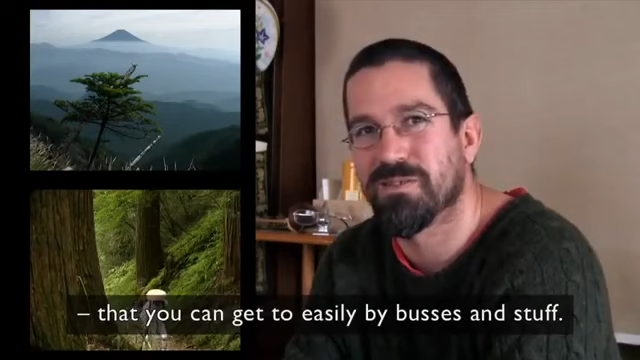 – that you can get to easily by busses and stuff.